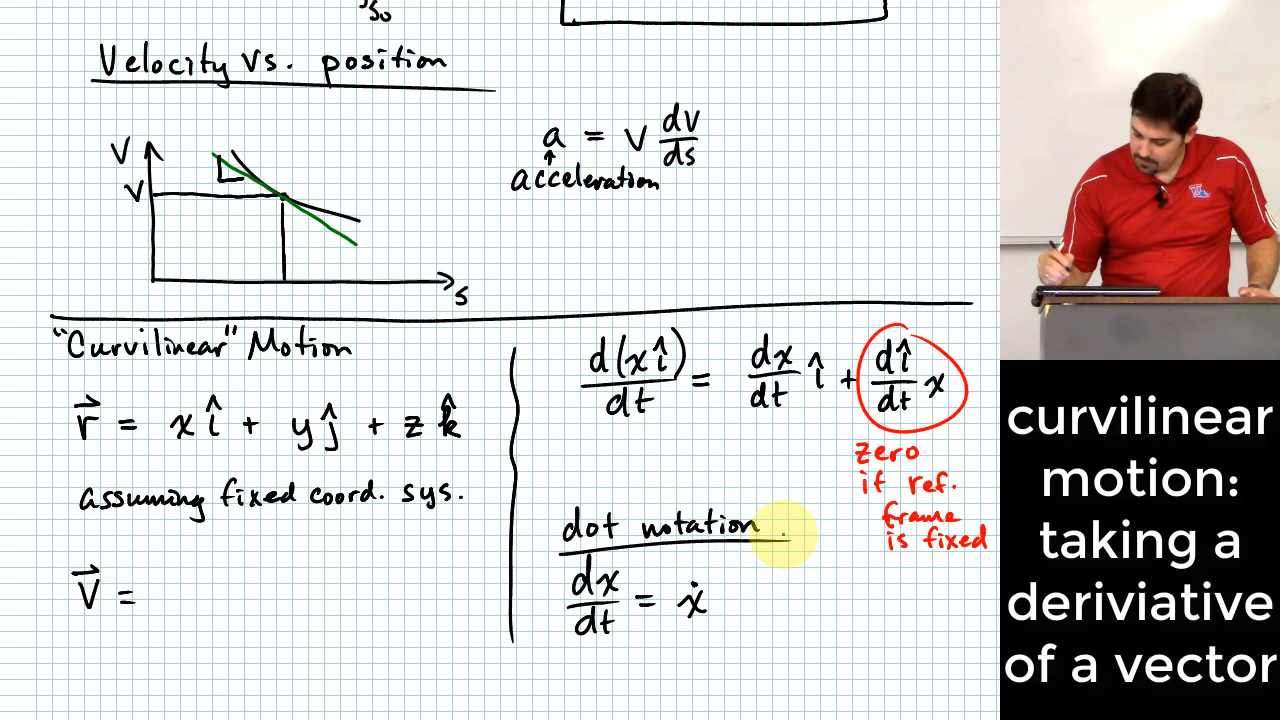 So
Velocity vs. position
V
V
S
a = V dv/ds
acceleration
"Curvilinear" Motion
r⃗ = x î + y ĵ + z k̂
assuming fixed coord. sys.
V⃗ =
d(x î)/dt = dx/dt î + dî/dt x
zero
if ref.
frame
is fixed
dot notation
dx/dt = ẋ
curvilinear
motion:
taking a
deriviative
of a vector